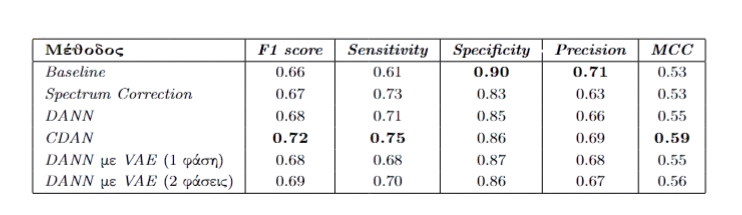 Μέθοδος F1 score Sensitivity Specificity Precision MCC
Baseline 0.66 0.61 0.90 0.71 0.53
Spectrum Correction 0.67 0.73 0.83 0.63 0.53
DANN 0.68 0.71 0.85 0.66 0.55
CDAN 0.72 0.75 0.86 0.69 0.59
DANN με VAE (1 φάση) 0.68 0.68 0.87 0.68 0.55
DANN με VAE (2 φάσεις) 0.69 0.70 0.86 0.67 0.56